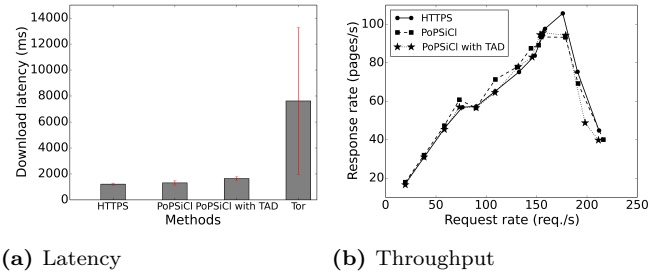 14000
12000
10000
8000
6000
4000
2000
0
Download latency (ms)
HTTPS PoPSiCl PoPSiCl with TAD Tor
Methods
(a) Latency
100
80
60
40
20
Response rate (pages/s)
HTTPS
PoPSiCl
PoPSiCl with TAD
0 50 100 150 200 250
Request rate (req./s)
(b) Throughput